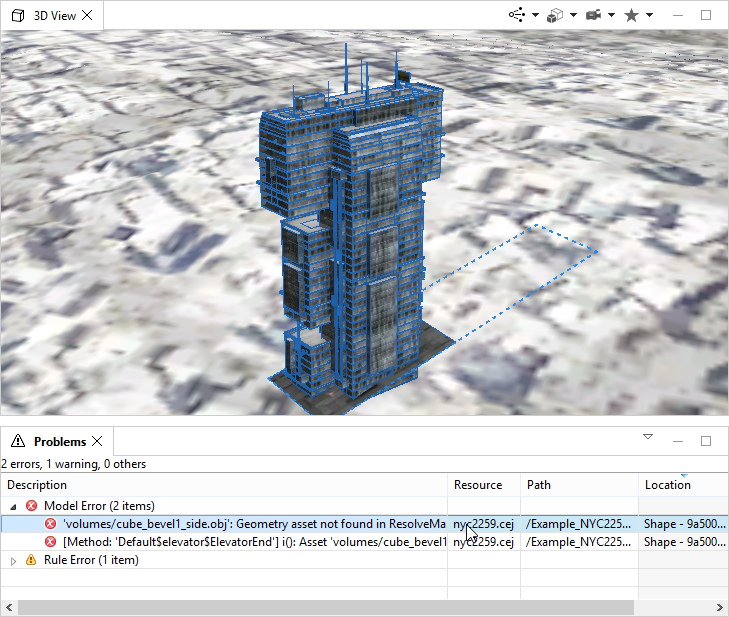 3D View
Problems
2 errors, 1 warning, 0 others
Description Resource Path Location
Model Error (2 items)
'volumes/cube_bevel1_side.obj': Geometry asset not found in ResolveMa nyc2259.cej /Example_NYC225... Shape - 9a500...
[Method: 'Default$elevator$ElevatorEnd'] i(): Asset 'volumes/cube_bevel1 nyc2259.cej /Example_NYC225... Shape - 9a500...
Rule Error (1 item)